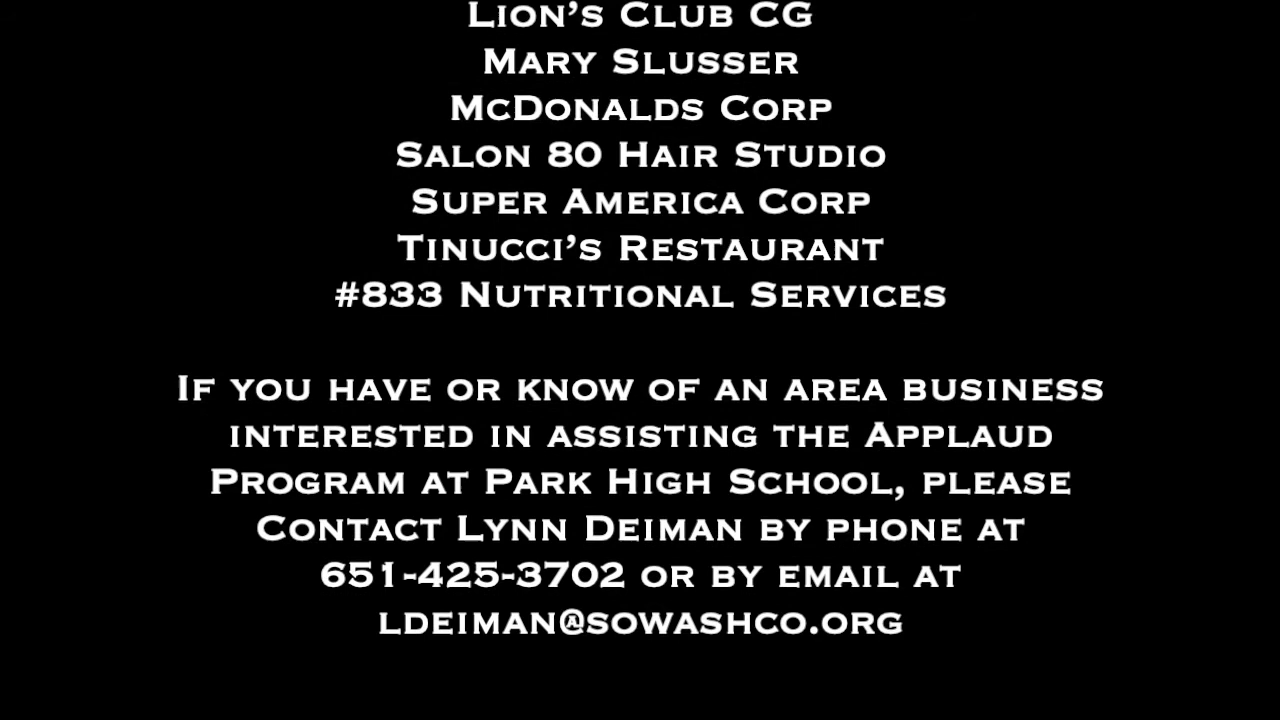 Lion's Club CG
Mary Slusser
McDonalds Corp
Salon 80 Hair Studio
Super America Corp
Tinucci's Restaurant
#833 Nutritional Services
If you have or know of an area business
interested in assisting the Applaud
Program at Park High School, please
Contact Lynn Deiman by phone at
651-425-3702 or by email at
ldeiman@sowashco.org